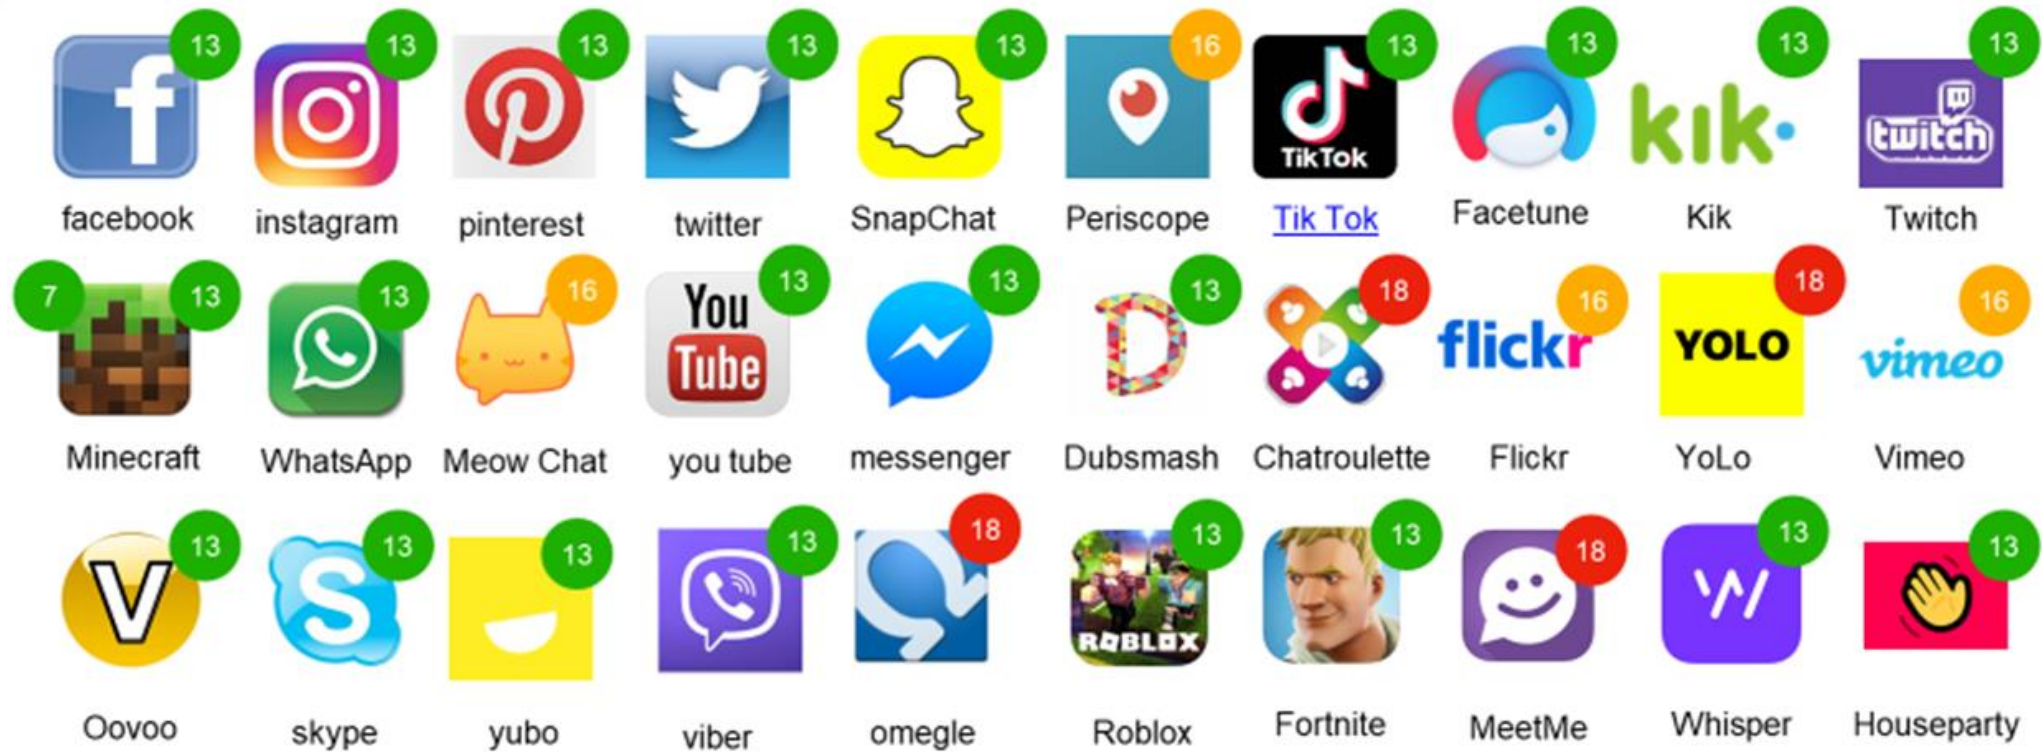 13 13 13 13 13 16 13 13 13 13
f
TikTok
kik
twitch
facebook instagram pinterest twitter SnapChat Periscope Tik Tok Facetune Kik Twitch
7 13 13 16 13 13 13 18 16 18 16
You
Tube
D
flickr
YOLO
vimeo
Minecraft WhatsApp Meow Chat you tube messenger Dubsmash Chatroulette Flickr YoLo Vimeo
13 13 13 13 18 13 13 18 13 13
V
S
ROBLOX
W
Oovoo skype yubo viber omegle Roblox Fortnite MeetMe Whisper Houseparty